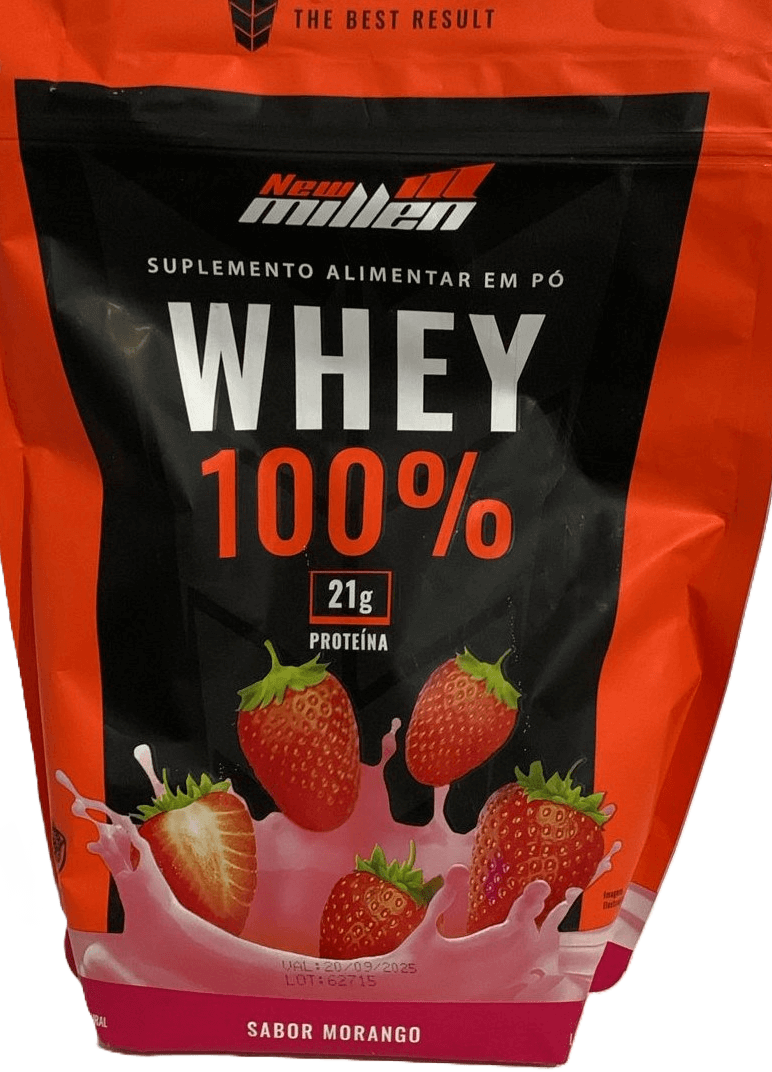 THE BEST RESULT
New
millen
SUPLEMENTO ALIMENTAR EM PÓ
WHEY
100%
21g
PROTEÍNA
VAL:20/09/2025
LOT:62715
SABOR MORANGO